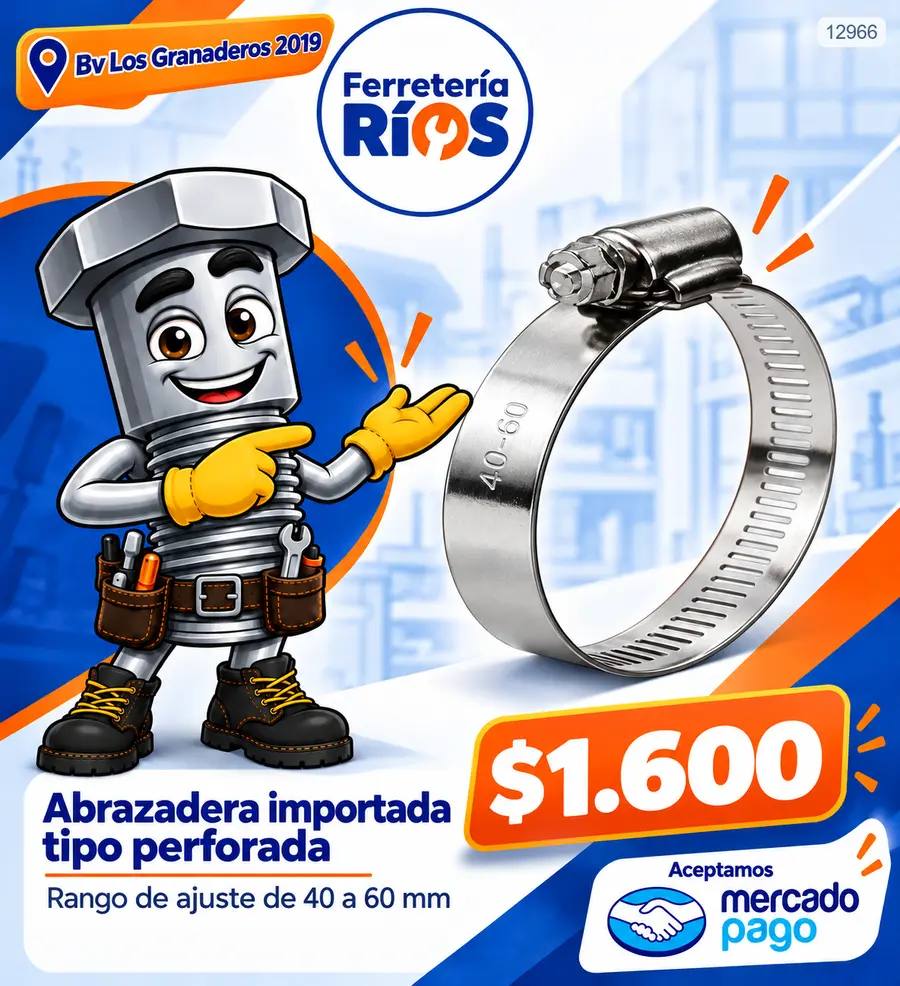 Bv Los Granaderos 2019
Ferretería
RÍOS
12966
40-60
$1.600
Abrazadera importada
tipo perforada
Rango de ajuste de 40 a 60 mm
Aceptamos
mercado
pago